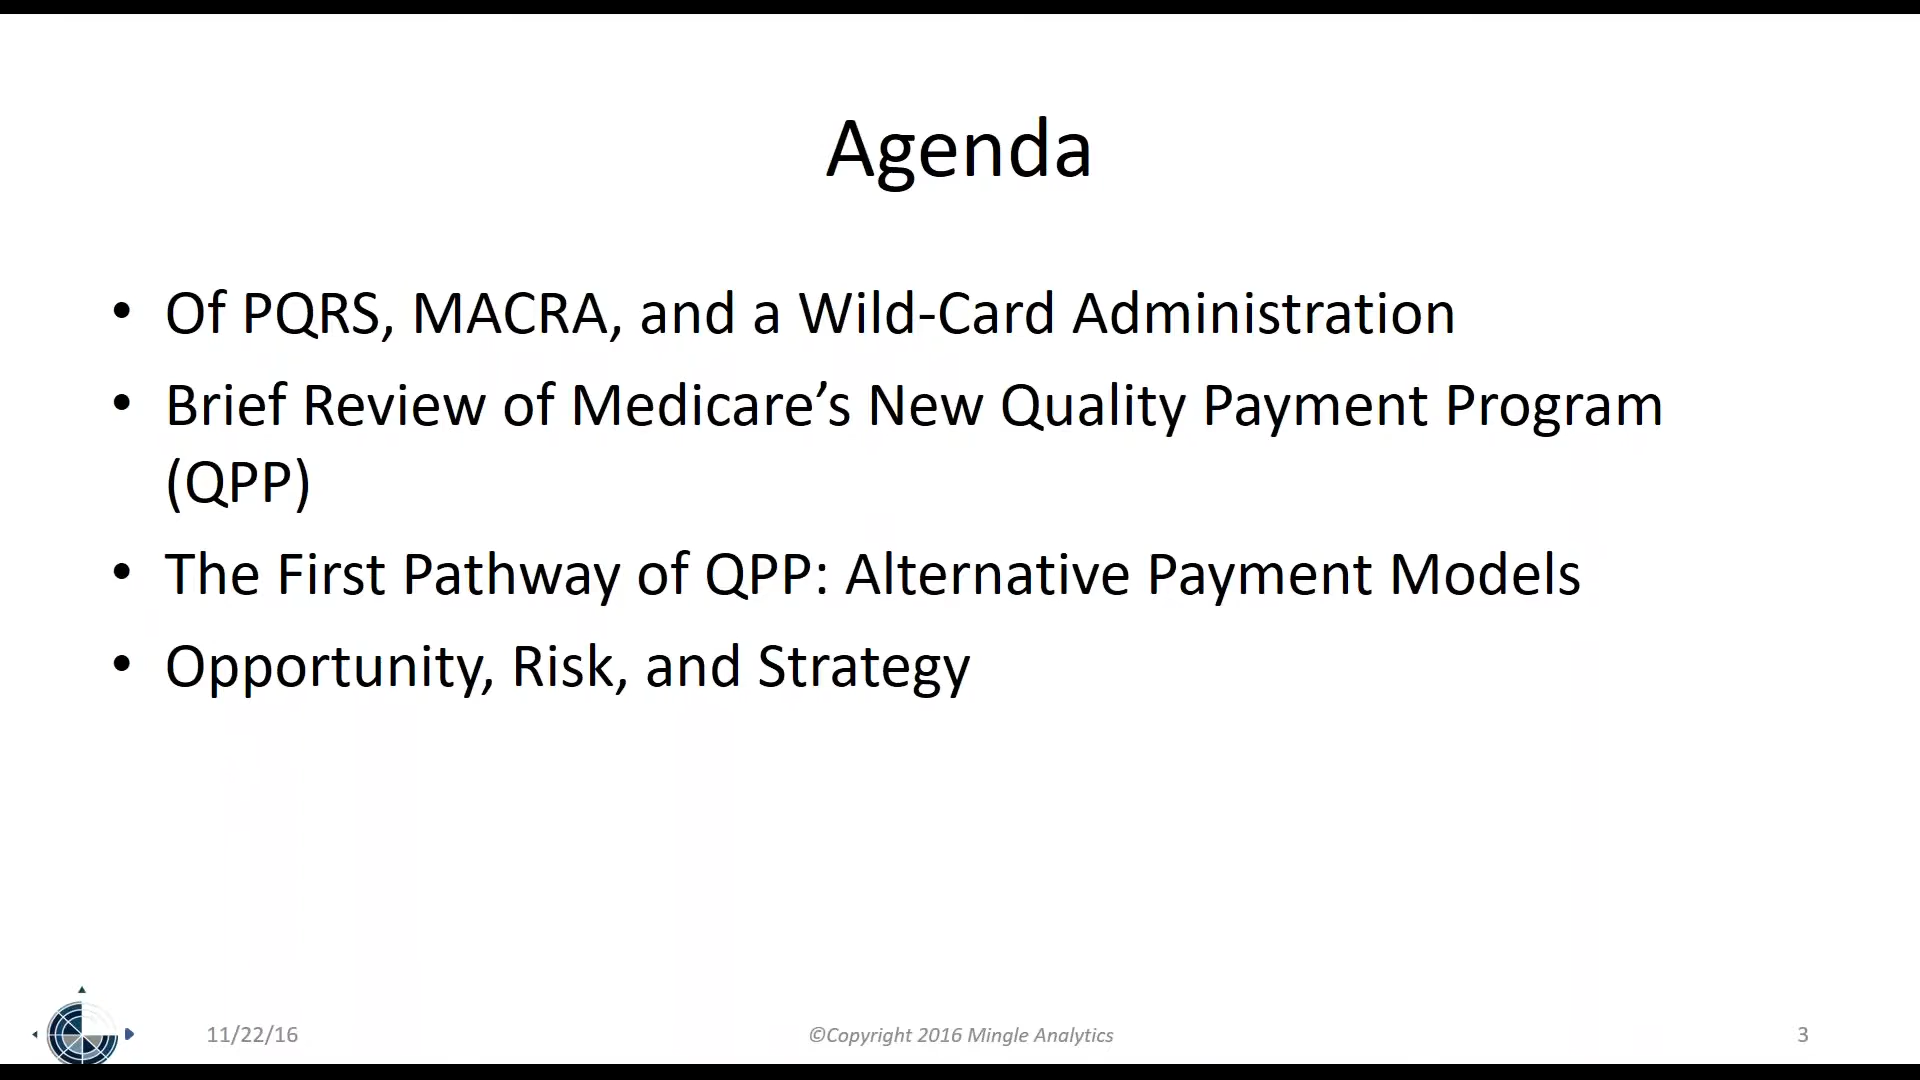 Agenda
• Of PQRS, MACRA, and a Wild-Card Administration
• Brief Review of Medicare’s New Quality Payment Program
(QPP)
• The First Pathway of QPP: Alternative Payment Models
• Opportunity, Risk, and Strategy
11/22/16
©Copyright 2016 Mingle Analytics
3